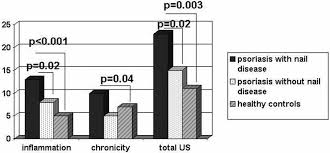 p=0.003
p=0.02
p<0.001
p=0.02
p=0.04
25
20
15
10
5
0
inflammation chronicity total US
psoriasis with nail
disease
psoriasis without nail
disease
healthy controls